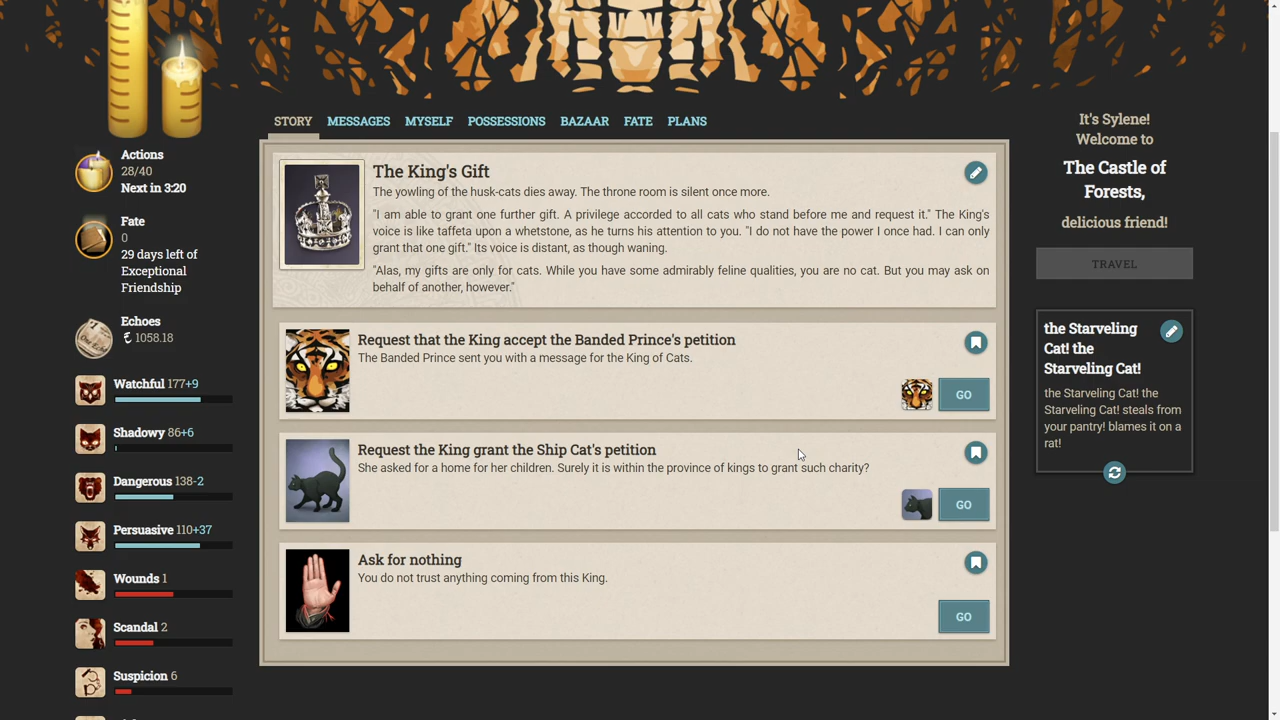 STORY MESSAGES MYSELF POSSESSIONS BAZAAR FATE PLANS
Actions
28/40
Next in 3:20
Fate
0
29 days left of
Exceptional
Friendship
Echoes
1058.18
Watchful 177+9
Shadowy 86+6
Dangerous 138-2
Persuasive 110+37
Wounds 1
Scandal 2
Suspicion 6
The King's Gift
The yowling of the husk-cats dies away. The throne room is silent once more.
"I am able to grant one further gift. A privilege accorded to all cats who stand before me and request it." The King's
voice is like taffeta upon a whetstone, as he turns his attention to you. "I do not have the power I once had. I can only
grant that one gift." Its voice is distant, as though waning.
"Alas, my gifts are only for cats. While you have some admirably feline qualities, you are no cat. But you may ask on
behalf of another, however."
Request that the King accept the Banded Prince's petition
The Banded Prince sent you with a message for the King of Cats.
GO
Request the King grant the Ship Cat's petition
She asked for a home for her children. Surely it is within the province of kings to grant such charity?
GO
Ask for nothing
You do not trust anything coming from this King.
GO
It's Sylene!
Welcome to
The Castle of
Forests,
delicious friend!
TRAVEL
the Starveling
Cat! the
Starveling Cat!
the Starveling Cat! the
Starveling Cat! steals from
your pantry! blames it on a
rat!